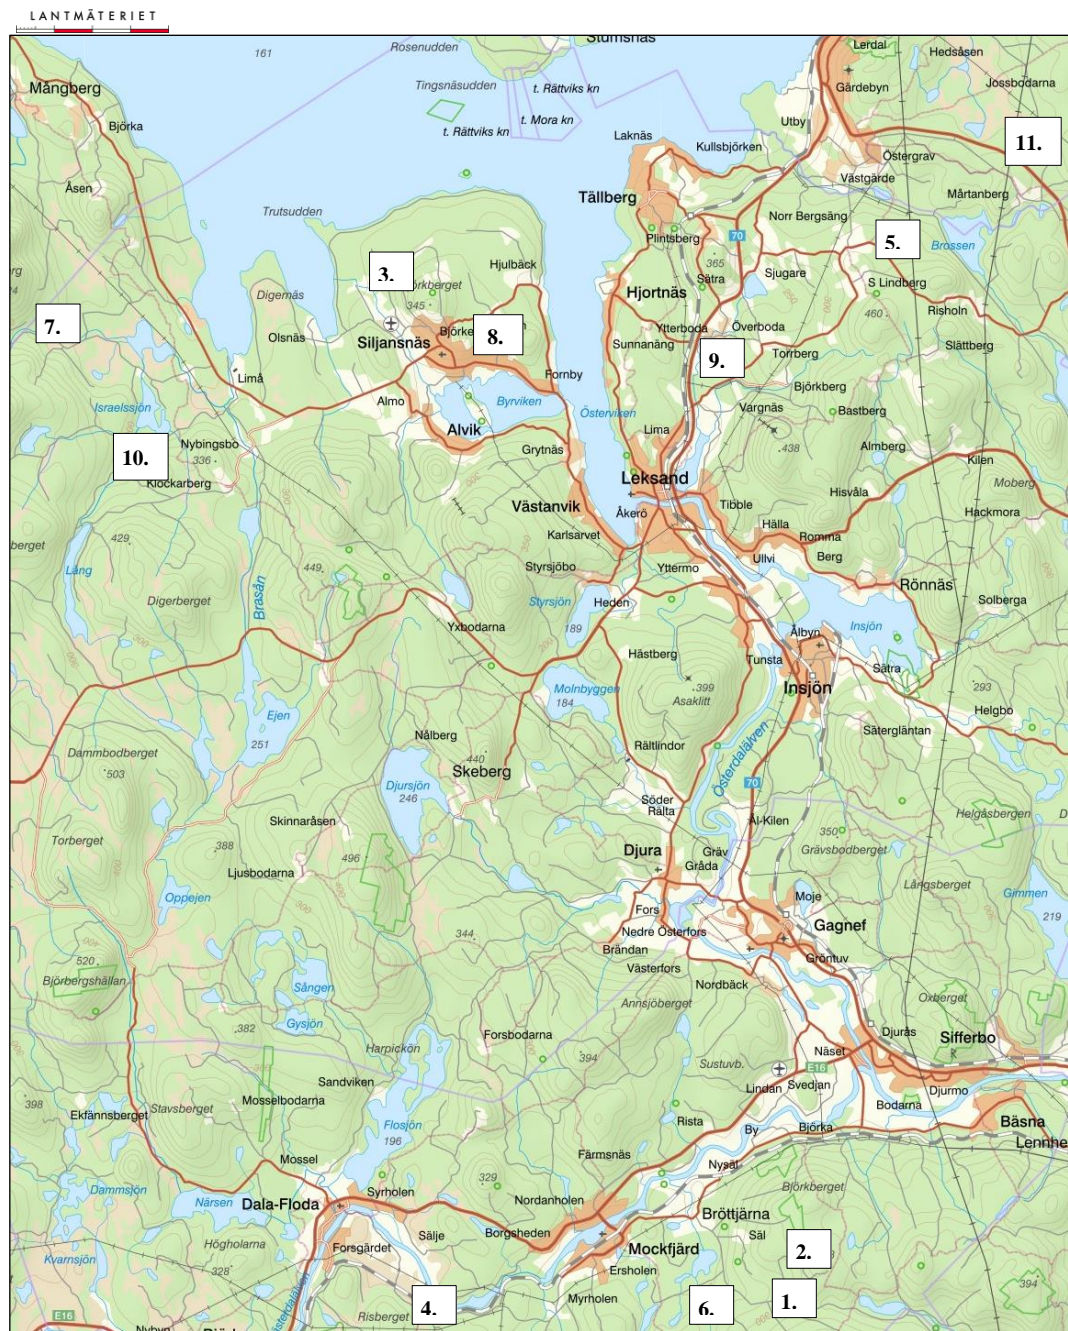 LANTMÄTERIET
Stumsnäs
Rosenudden
161
Lerdal
Hedsåsen
Tingsnäsudden
t. Rättviks kn
Jossbodarna
Gärdebyn
Mångberg
t. Mora kn
Utby
Björka
t. Rättviks kn
Laknäs
Kullsbjörken
11.
Östergrav
Västgärde
Åsen
Mårtanberg
Tällberg
Trutsudden
Norr Bergsäng
Plintsberg
70
5.
Brossen
365
3.
Hjulbäck
Sjugare
Sätra
S Lindberg
Digernäs
Hjortnäs
345
460
Risholn
7.
Ytterboda
Överboda
Olsnäs
8.
Siljansnäs
Sunnanäng
Slättberg
9.
Torrberg
Limå
Fornby
Björkberg
Almo
Byrviken
Israelssjön
Österviken
Vargnäs
Bastberg
Alvik
Lima
Nybingsbo
Grytnäs
438
Almberg
10.
336
Kilen
Klockarberg
Leksand
Moberg
Hisvåla
Västanvik
Tibble
Åkerö
Hackmora
Hälla
429
Karlsarvet
Romma
Ullvi
Berg
Lång
449
Styrsjöbo
Yttermo
Rönnäs
Digerberget
Brasån
Styrsjön
Heden
Solberga
Yxbodarna
189
Ålbyn
Insjön
Hästberg
Tunsta
Sätra
Molnbyggen
399
Insjön
293
184
Asaklitt
Ejen
Helgbo
Nålberg
Sätergläntan
251
Rältlindor
Dammbodberget
440
503
Skeberg
Österdalälven
Djursjön
70
246
Söder
Rälta
Skinnaråsen
Ål-Kilen
Helgåsbergen
Torberget
350
388
Djura
Gräv
Grävsbodberget
496
Gråda
Ljusbodarna
Långsberget
Oppejen
Moje
Gimmen
Fors
Gagnef
219
344
Nedre Österfors
Brändan
520
Gröntuv
Björbergshällan
Västerfors
Sången
Nordbäck
Annsjöberget
Oxberget
Gysjön
382
Forsbodarna
Djurås
Sifferbo
Harpickön
394
Näset
Sustuvb.
E16
Sandviken
Lindan
Svedjan
Djurmo
398
Mosselbodarna
Bodarna
Stavsberget
Ekfännsberget
Rista
Bäsna
Flosjön
By
Björka
196
Lennhe
Färmsnäs
Mossel
Nysäl
329
Dammsjön
Syrholen
Björkberget
Närsen
Dala-Floda
Nordanholen
Bröttjärna
Borgsheden
Sälje
Säl
Högholarna
Forsgärdet
Mockfjärd
2.
Kvarnsjön
328
Ersholen
394
Myrholen
1.
4.
6.
Risberget
E16